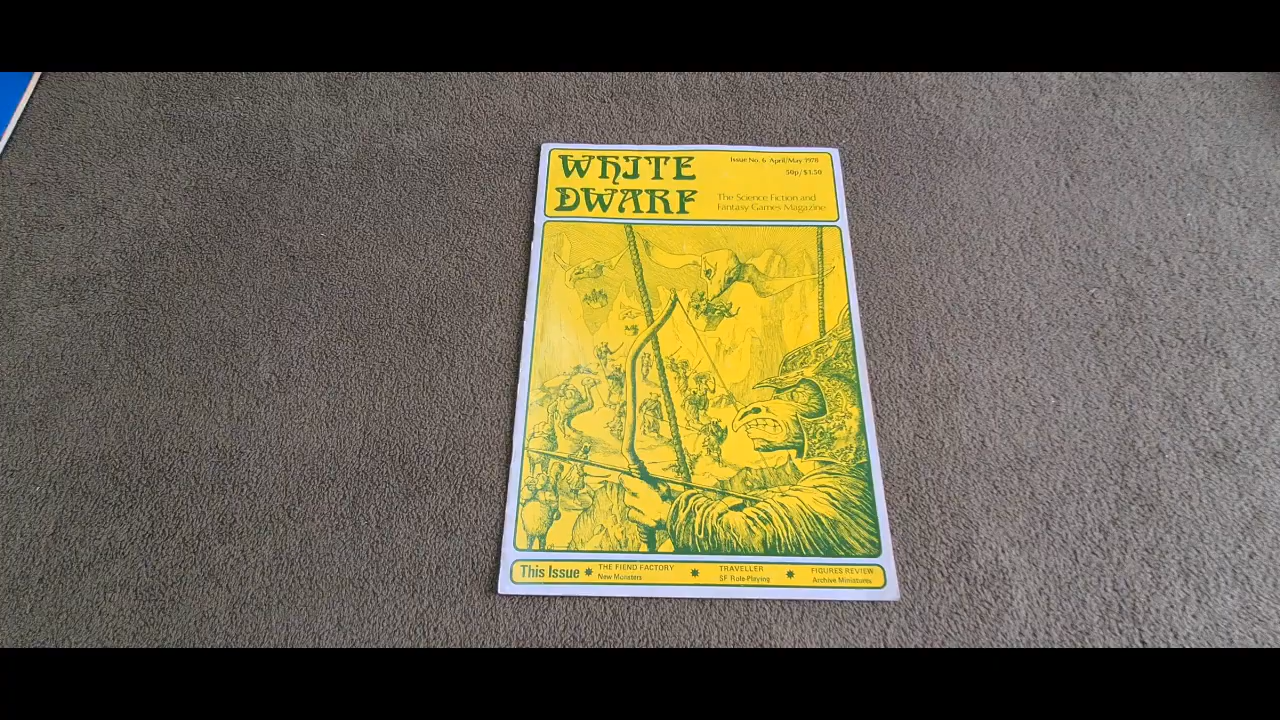 WHITE
DWARF
Issue No. 6 April/May 1978
50p/$1.50
The Science Fiction and
Fantasy Games Magazine
This Issue
THE FIEND FACTORY
New Monsters
TRAVELLER
SF Role-Playing
FIGURES REVIEW
Archive Miniatures